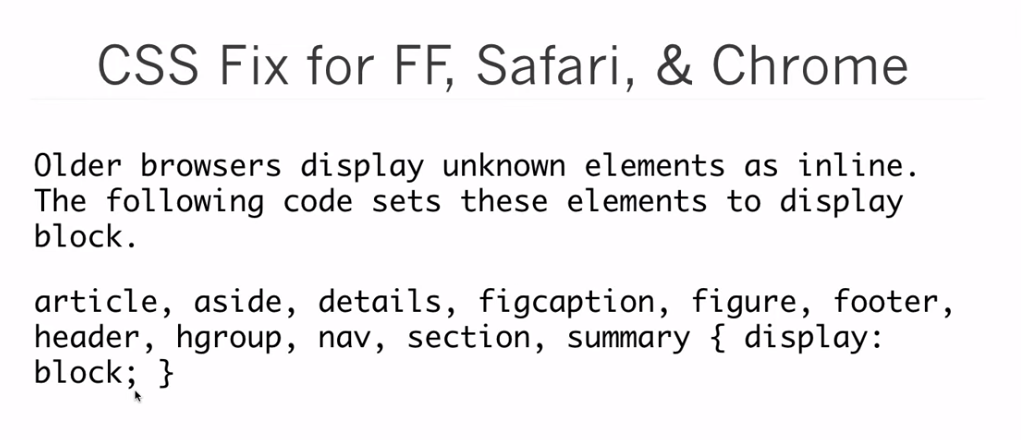 CSS Fix for FF, Safari, & Chrome
Older browsers display unknown elements as inline.
The following code sets these elements to display
block.
article, aside, details, figcaption, figure, footer,
header, hgroup, nav, section, summary { display:
block; }